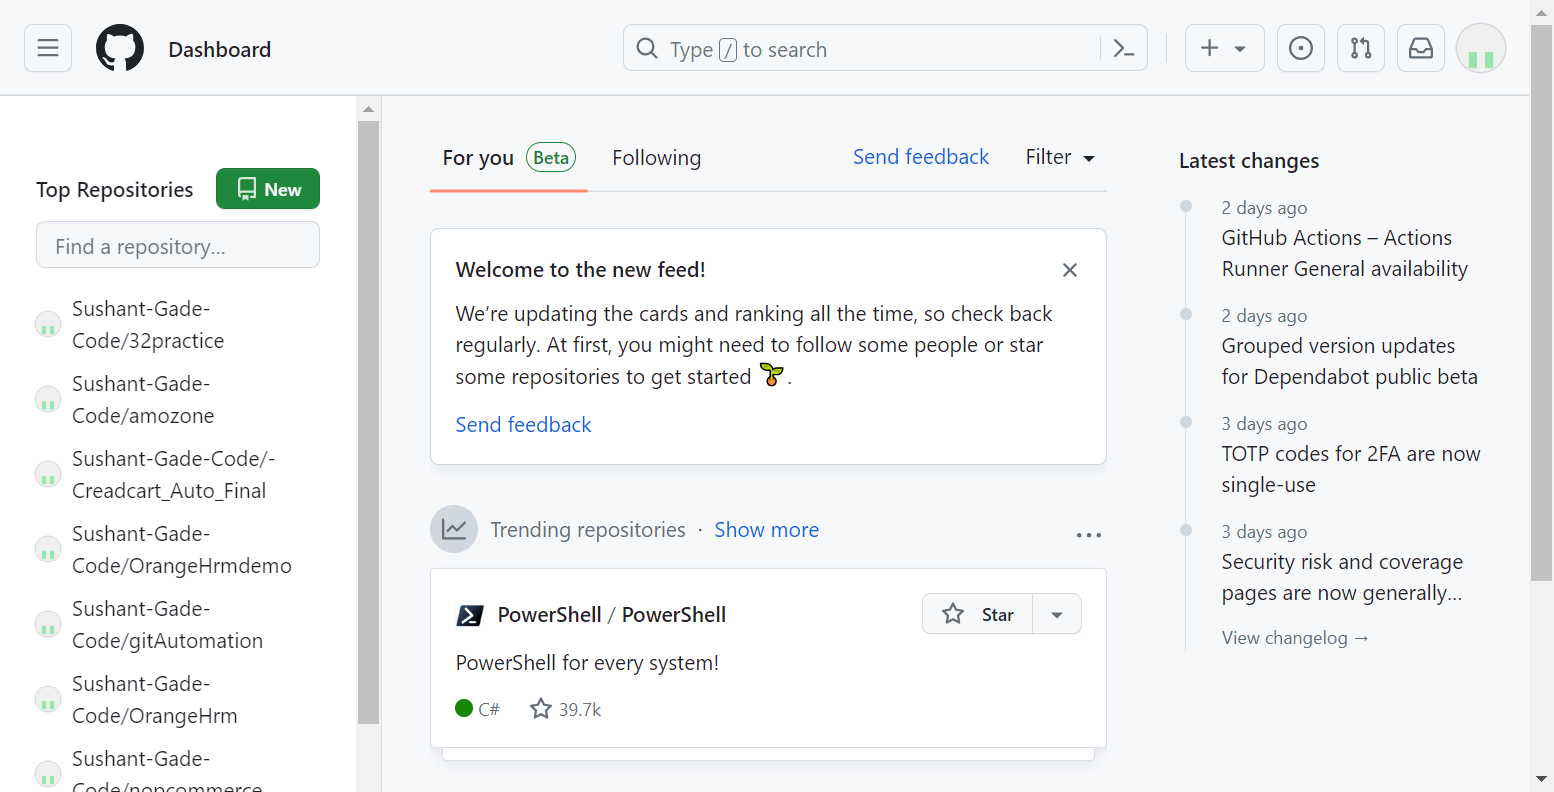 Dashboard
Type / to search
Top Repositories
New
Find a repository...
Sushant-Gade-
Code/32practice
Sushant-Gade-
Code/amozone
Sushant-Gade-Code/-
Creadcart_Auto_Final
Sushant-Gade-
Code/OrangeHrmdemo
Sushant-Gade-
Code/gitAutomation
Sushant-Gade-
Code/OrangeHrm
Sushant-Gade-
Code/nopcommerce
For you Beta
Following
Send feedback
Filter
Welcome to the new feed!
We’re updating the cards and ranking all the time, so check back
regularly. At first, you might need to follow some people or star
some repositories to get started 🌱.
Send feedback
Trending repositories · Show more
PowerShell / PowerShell
Star
PowerShell for every system!
C#
39.7k
Latest changes
2 days ago
GitHub Actions – Actions
Runner General availability
2 days ago
Grouped version updates
for Dependabot public beta
3 days ago
TOTP codes for 2FA are now
single-use
3 days ago
Security risk and coverage
pages are now generally...
View changelog →